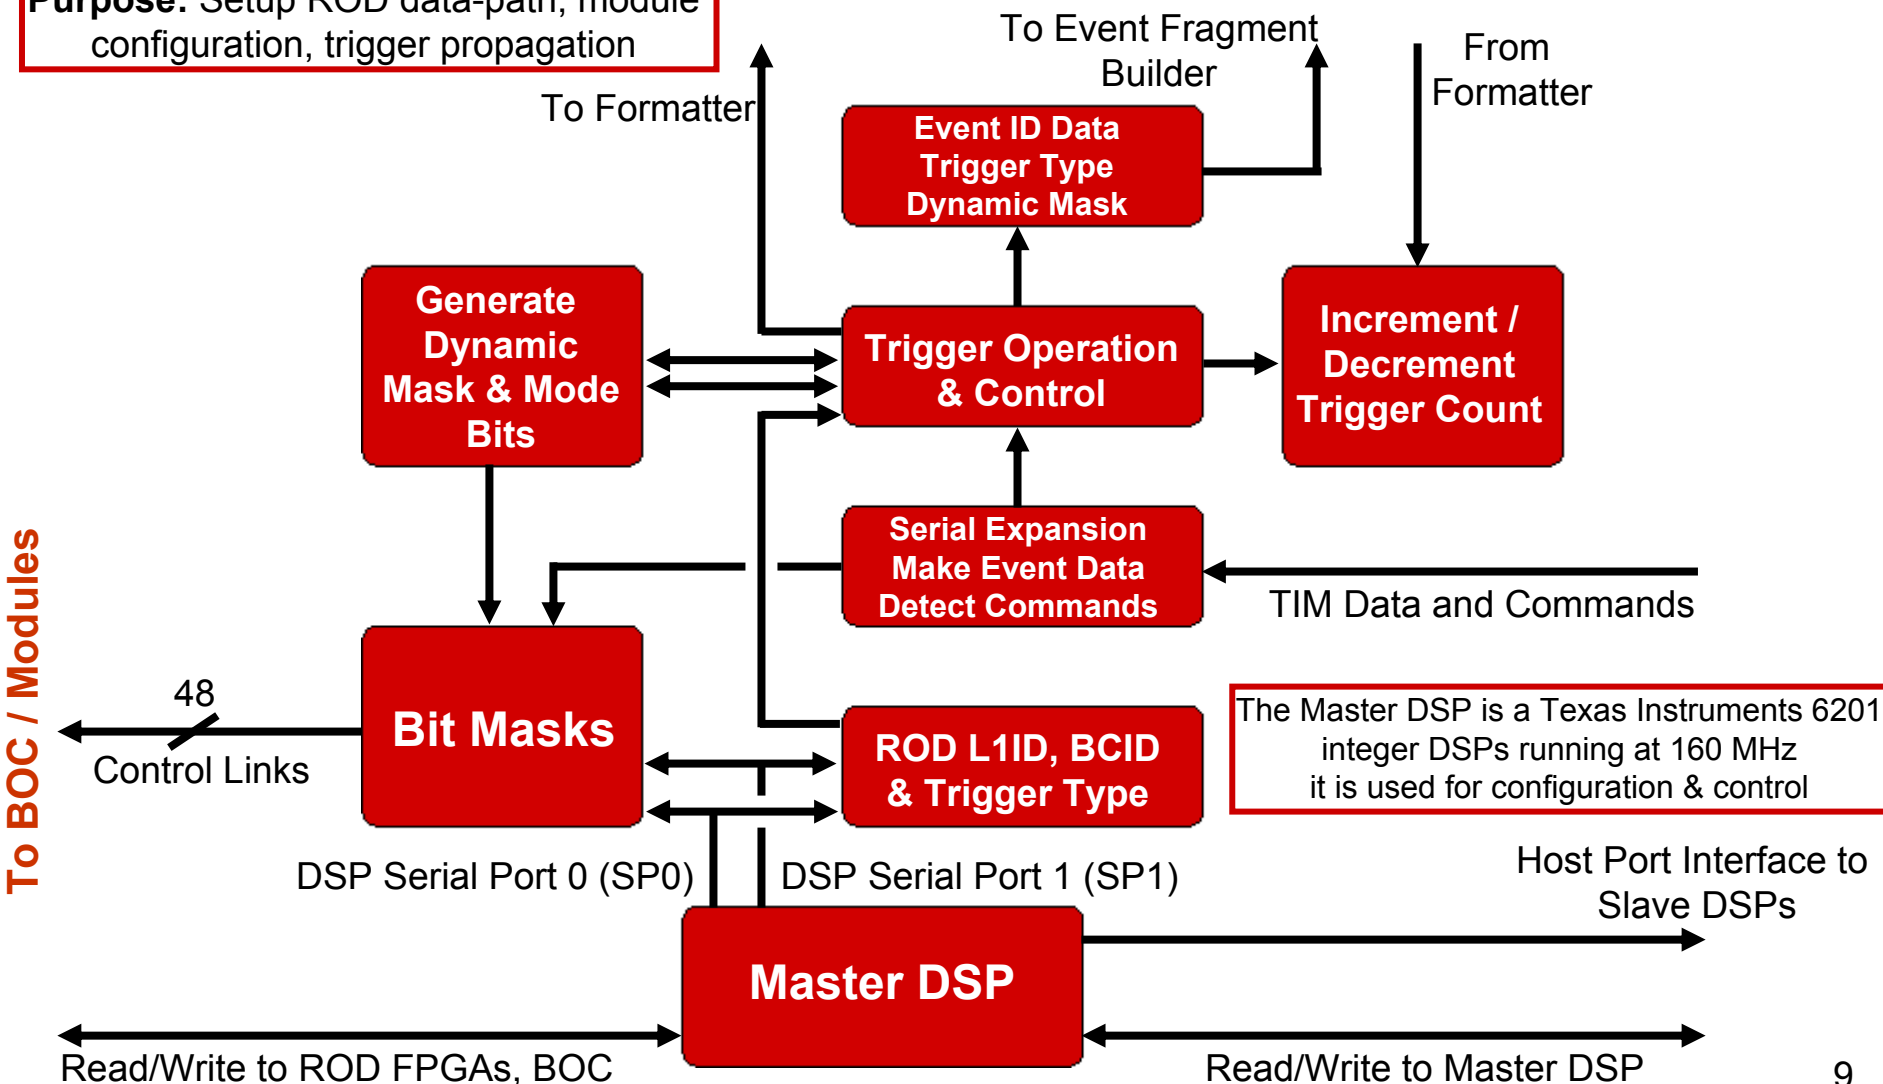 Purpose: Setup ROD data-path, module
configuration, trigger propagation
To Formatter
To Event Fragment
Builder
From
Formatter
Event ID Data
Trigger Type
Dynamic Mask
Generate
Dynamic
Mask & Mode
Bits
Trigger Operation
& Control
Increment /
Decrement
Trigger Count
Serial Expansion
Make Event Data
Detect Commands
TIM Data and Commands
To BOC / Modules
48
Control Links
Bit Masks
ROD L1ID, BCID
& Trigger Type
The Master DSP is a Texas Instruments 6201
integer DSPs running at 160 MHz
it is used for configuration & control
DSP Serial Port 0 (SP0)
DSP Serial Port 1 (SP1)
Host Port Interface to
Slave DSPs
Master DSP
Read/Write to ROD FPGAs, BOC
Read/Write to Master DSP
9